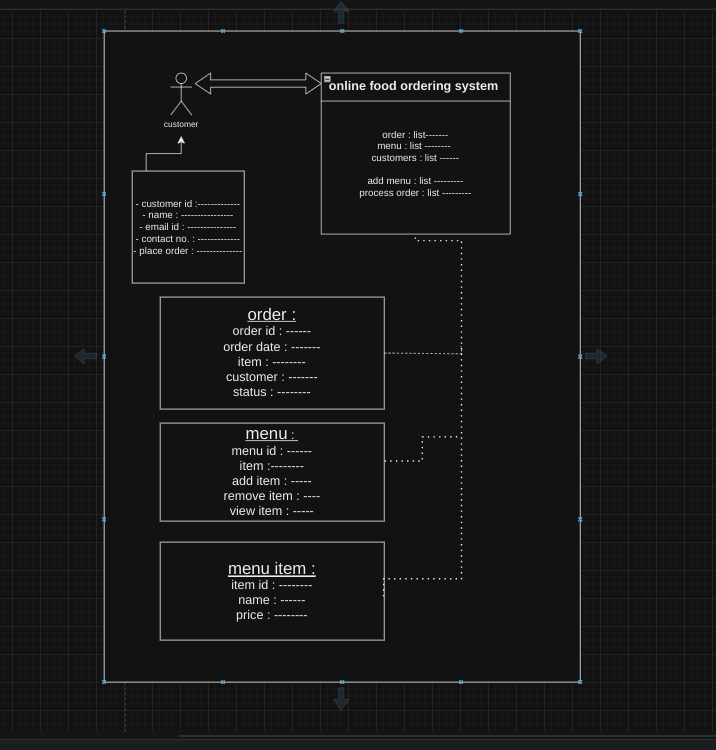 customer
online food ordering system
order : list-------
menu : list --------
customers : list ------
add menu : list ---------
process order : list ---------
- customer id :-------------
- name : ----------------
- email id : ---------------
- contact no. : -------------
- place order : --------------
order :
order id : ------
order date : -------
item : --------
customer : -------
status : --------
menu :
menu id : ------
item :--------
add item : -----
remove item : ----
view item : -----
menu item :
item id : --------
name : ------
price : --------